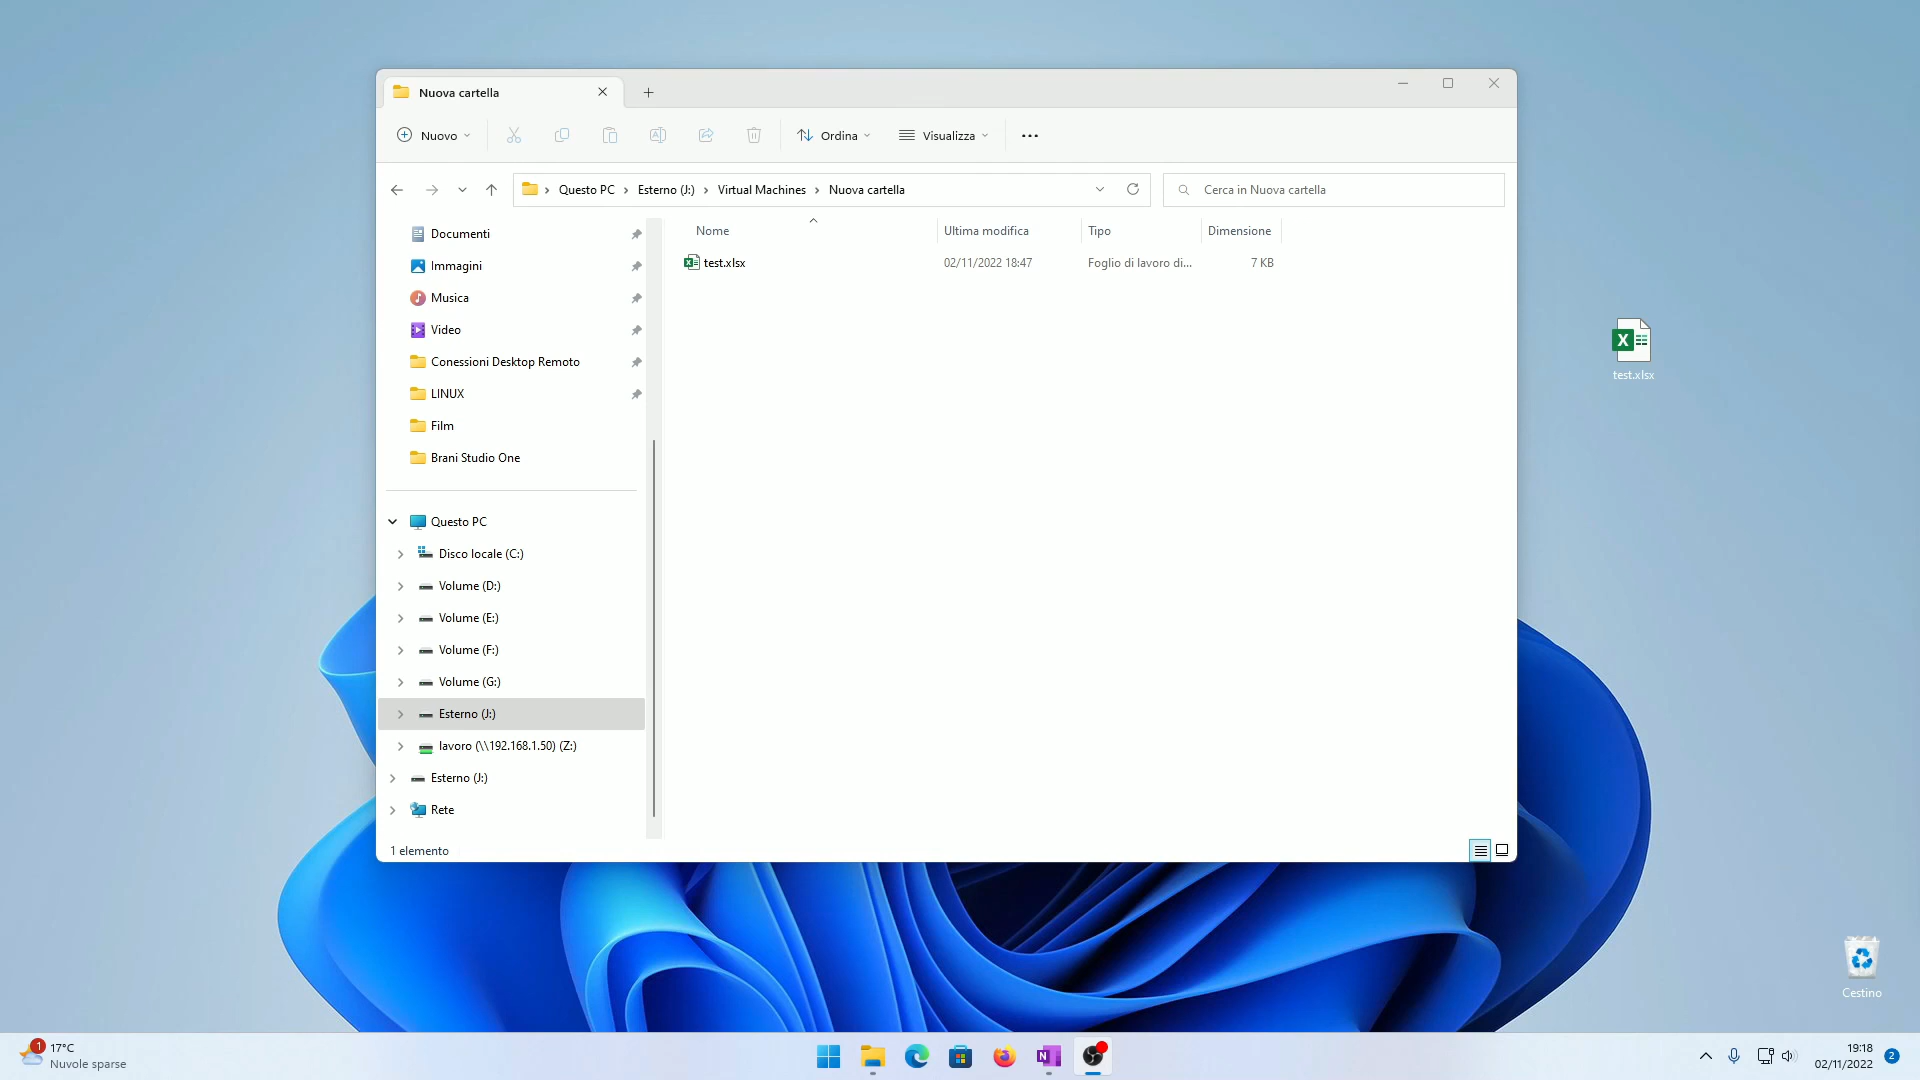 Nuova cartella
Nuovo
Ordina
Visualizza
Questo PC
Esterno (J:)
Virtual Machines
Nuova cartella
Cerca in Nuova cartella
Nome
Ultima modifica
Tipo
Dimensione
test.xlsx
02/11/2022 18:47
Foglio di lavoro di...
7 KB
Documenti
Immagini
Musica
Video
Conessioni Desktop Remoto
LINUX
Film
Brani Studio One
Questo PC
Disco locale (C:)
Volume (D:)
Volume (E:)
Volume (F:)
Volume (G:)
Esterno (J:)
lavoro (\\192.168.1.50) (Z:)
Esterno (J:)
Rete
1 elemento
test.xlsx
Cestino
1
17°C
Nuvole sparse
19:18
02/11/2022
2